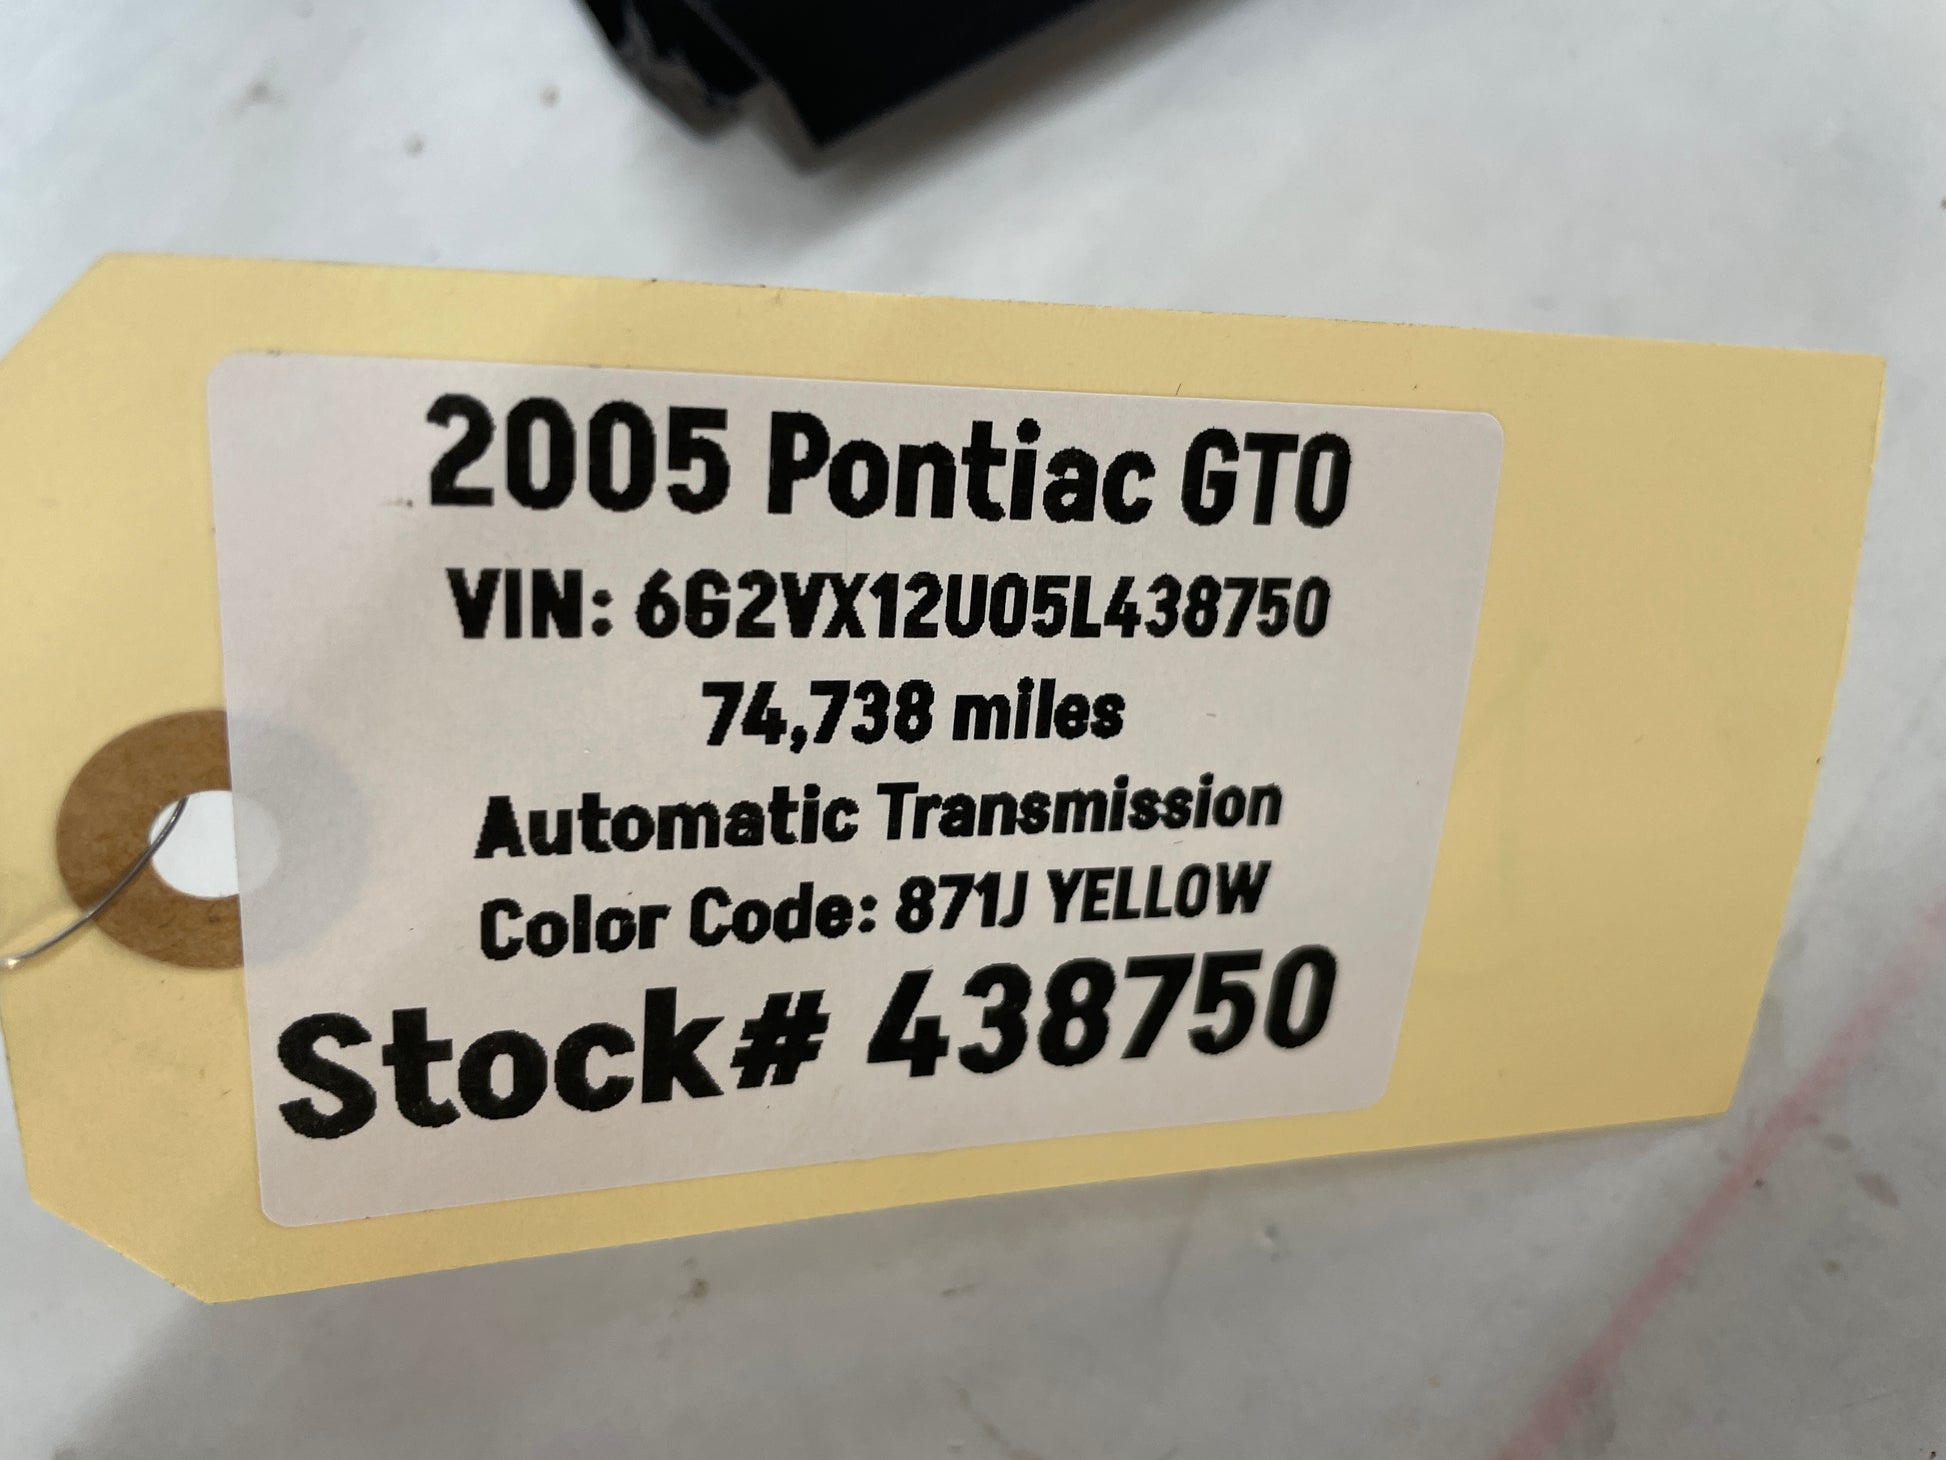 2005 Pontiac GTO
VIN: 6G2VX12U05L438750
74,738 miles
Automatic Transmission
Color Code: 871J YELLOW
Stock# 438750